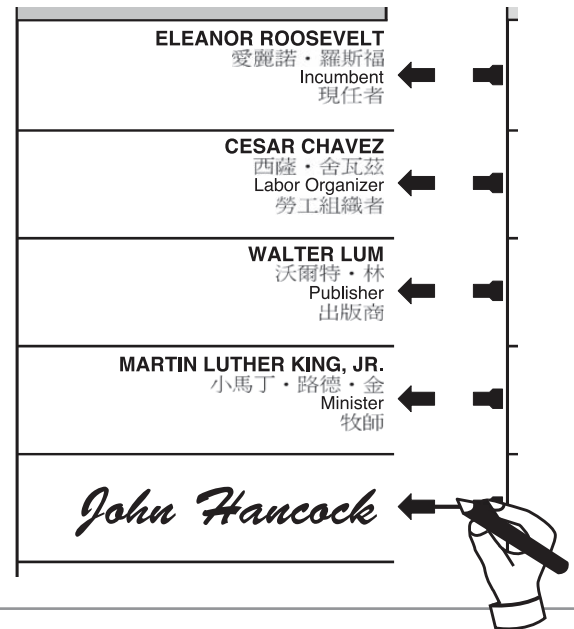 ELEANOR ROOSEVELT
愛麗諾・羅斯福
Incumbent
現任者
CESAR CHAVEZ
西薩・舍瓦茲
Labor Organizer
勞工組織者
WALTER LUM
沃爾特・林
Publisher
出版商
MARTIN LUTHER KING, JR.
小馬丁・路德・金
Minister
牧師
John Hancock